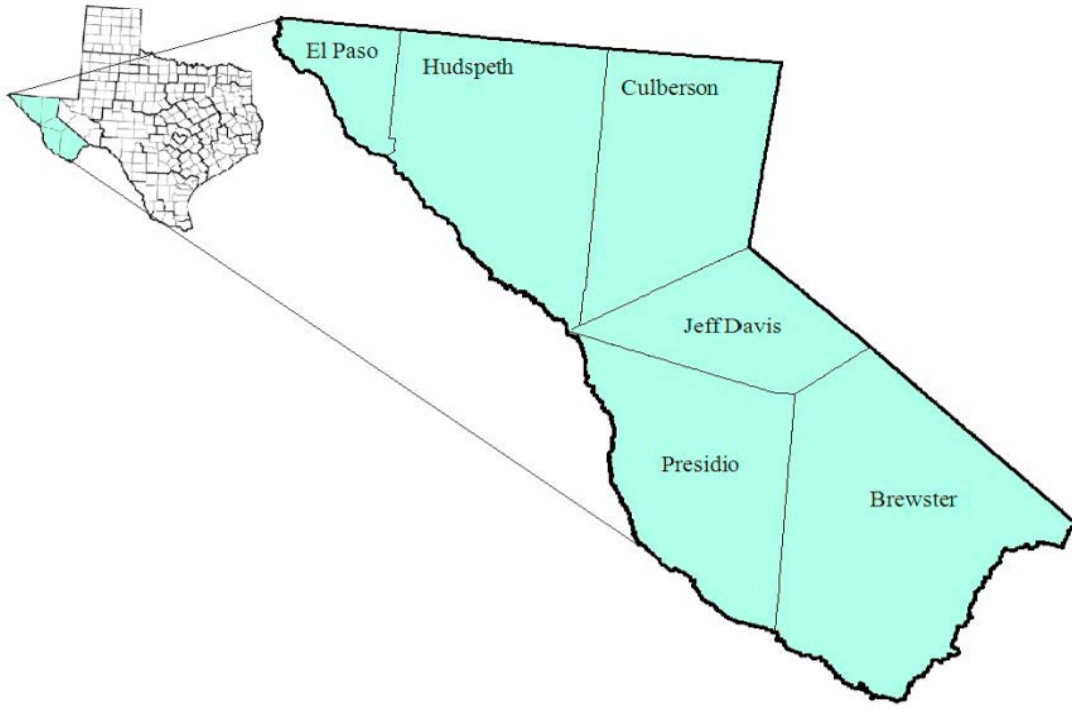 El Paso
Hudspeth
Culberson
Jeff Davis
Presidio
Brewster